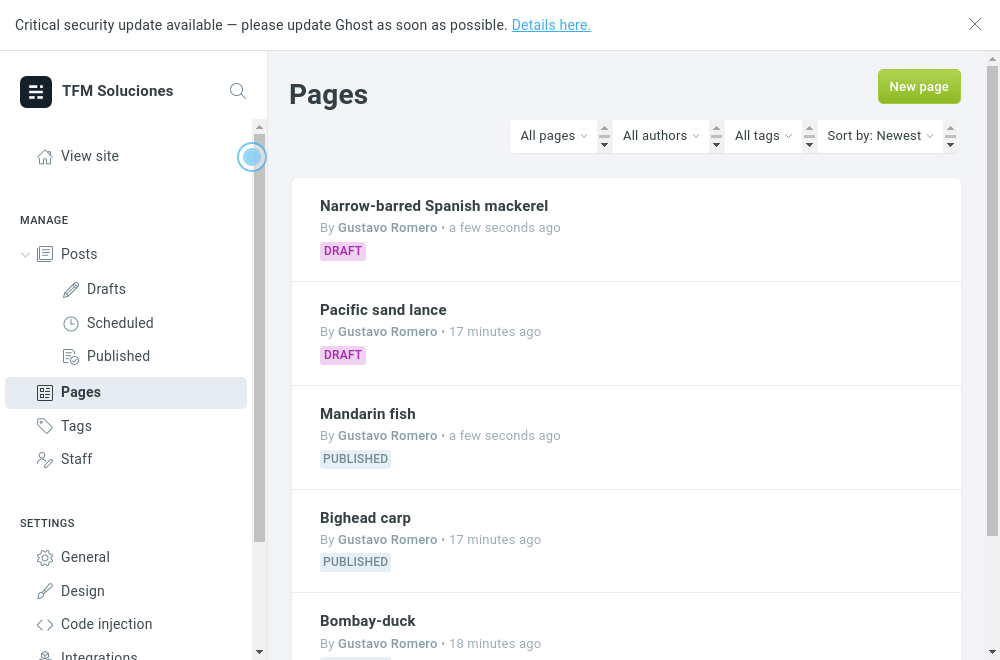 Critical security update available — please update Ghost as soon as possible. Details here.
TFM Soluciones
View site
MANAGE
Posts
Drafts
Scheduled
Published
Pages
Tags
Staff
SETTINGS
General
Design
Code injection
Integrations
Pages
New page
All pages
All authors
All tags
Sort by: Newest
Narrow-barred Spanish mackerel
By Gustavo Romero • a few seconds ago
DRAFT
Pacific sand lance
By Gustavo Romero • 17 minutes ago
DRAFT
Mandarin fish
By Gustavo Romero • a few seconds ago
PUBLISHED
Bighead carp
By Gustavo Romero • 17 minutes ago
PUBLISHED
Bombay-duck
By Gustavo Romero • 18 minutes ago